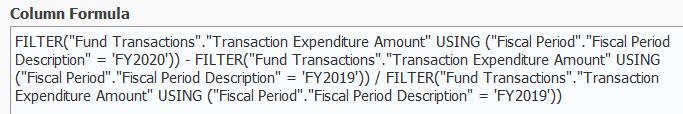 Column Formula
FILTER("Fund Transactions"."Transaction Expenditure Amount" USING ("Fiscal Period"."Fiscal Period
Description" = 'FY2020')) - FILTER("Fund Transactions"."Transaction Expenditure Amount" USING
("Fiscal Period"."Fiscal Period Description" = 'FY2019')) / FILTER("Fund Transactions"."Transaction
Expenditure Amount" USING ("Fiscal Period"."Fiscal Period Description" = 'FY2019'))